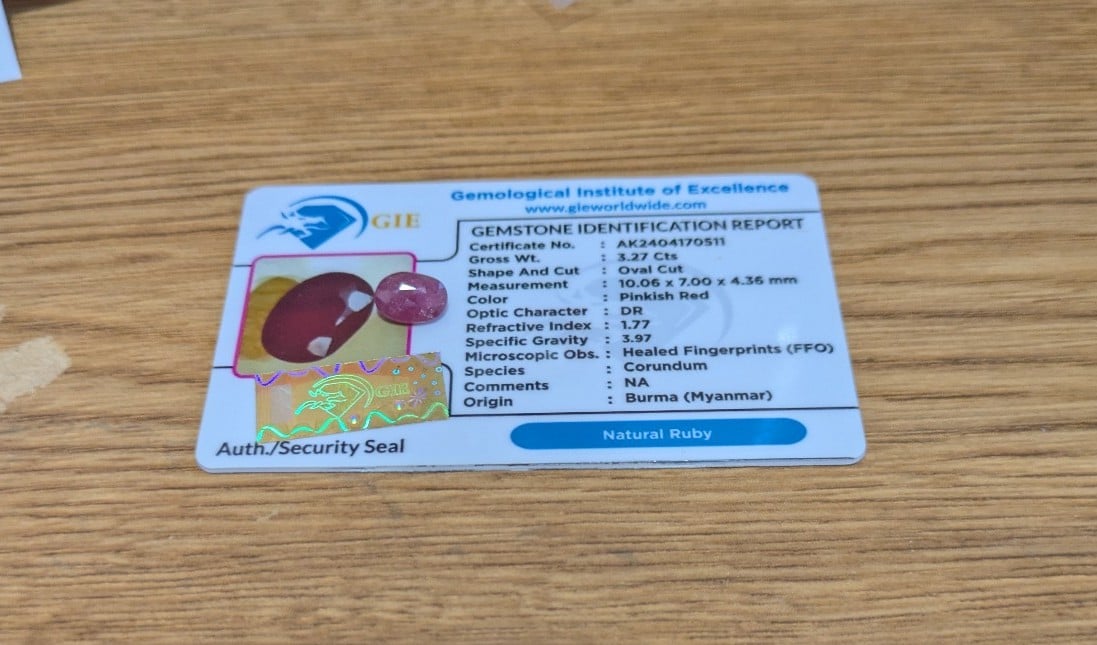 GIE
Gemological Institute of Excellence
www.gieworldwide.com
GEMSTONE IDENTIFICATION REPORT
Certificate No. : AK2404170511
Gross Wt. : 3.27 Cts
Shape And Cut : Oval Cut
Measurement : 10.06 x 7.00 x 4.36 mm
Color : Pinkish Red
Optic Character : DR
Refractive Index : 1.77
Specific Gravity : 3.97
Microscopic Obs. : Healed Fingerprints (FFO)
Species : Corundum
Comments : NA
Origin : Burma (Myanmar)
GIE
Auth./Security Seal
Natural Ruby